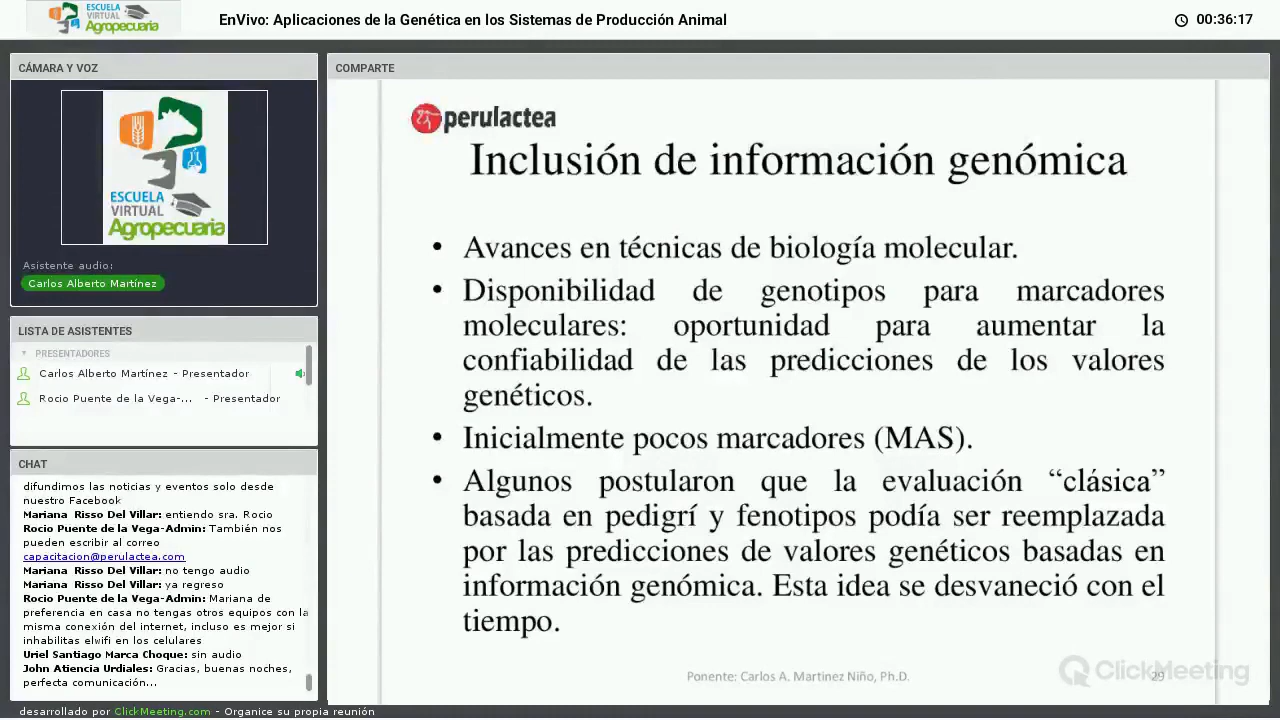 ESCUELA
VIRTUAL
Agropecuaria
EnVivo: Aplicaciones de la Genética en los Sistemas de Producción Animal
00:36:17
CÁMARA Y VOZ
ESCUELA
VIRTUAL
Agropecuaria
Asistente audio:
Carlos Alberto Martínez
LISTA DE ASISTENTES
PRESENTADORES
Carlos Alberto Martínez - Presentador
Rocio Puente de la Vega-... - Presentador
CHAT
difundimos las noticias y eventos solo desde
nuestro Facebook
Mariana Risso Del Villar: entiendo sra. Rocio
Rocio Puente de la Vega-Admin: También nos
pueden escribir al correo
capacitacion@perulactea.com
Mariana Risso Del Villar: no tengo audio
Mariana Risso Del Villar: ya regreso
Rocio Puente de la Vega-Admin: Mariana de
preferencia en casa no tengas otros equipos con la
misma conexión del internet, incluso es mejor si
inhabilitas elwifi en los celulares
Uriel Santiago Marca Choque: sin audio
John Atiencia Urdiales: Gracias, buenas noches,
perfecta comunicación...
COMPARTE
perulactea
Inclusión de información genómica
• Avances en técnicas de biología molecular.
• Disponibilidad de genotipos para marcadores
moleculares: oportunidad para aumentar la
confiabilidad de las predicciones de los valores
genéticos.
• Inicialmente pocos marcadores (MAS).
• Algunos postularon que la evaluación “clásica”
basada en pedigrí y fenotipos podía ser reemplazada
por las predicciones de valores genéticos basadas en
información genómica. Esta idea se desvaneció con el
tiempo.
Ponente: Carlos A. Martinez Niño, Ph.D.
29
ClickMeeting
desarrollado por ClickMeeting.com - Organice su propia reunión